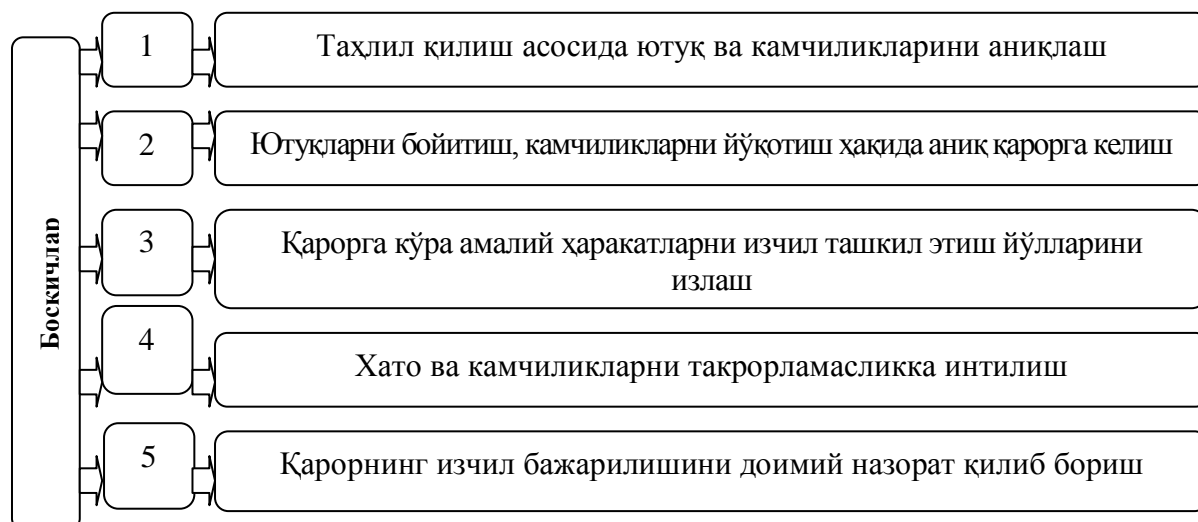 Боскичлар
1
Таҳлил қилиш асосида ютуқ ва камчиликларини аниқлаш
2
Ютуқларни бойитиш, камчиликларни йўқотиш ҳақида аниқ қарорга келиш
3
Қарорга кўра амалий ҳаракатларни изчил ташкил этиш йўлларини
излаш
4
Хато ва камчиликларни такрорламасликка интилиш
5
Қарорнинг изчил бажарилишини доимий назорат қилиб бориш